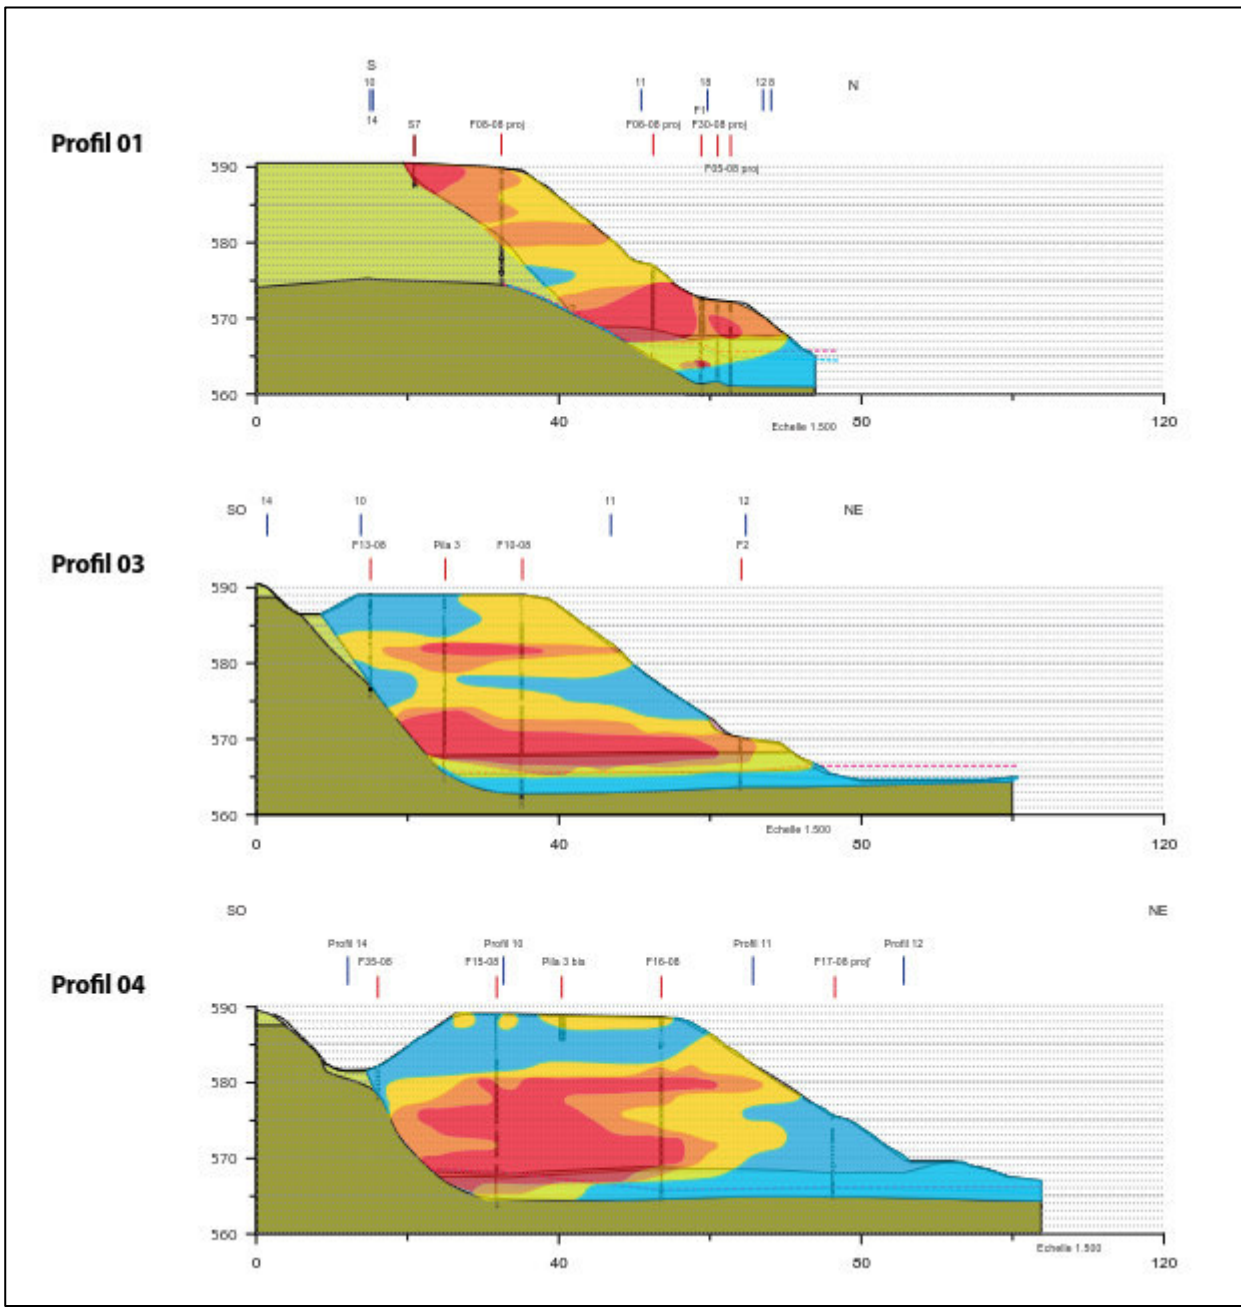 S
10 11 18 12 8 N
14 F1
S7 F08-08 proj F06-08 proj F30-08 proj
Profil 01
F05-08 proj
590
580
570
560
0 40 80 120
Echelle 1.500
14 10 11 12
SO NE
F13-08 Pila 3 F10-08 F2
Profil 03
590
580
570
560
Echelle 1.500
0 40 80 120
SO NE
Profil 14 Profil 10 Profil 11 Profil 12
F35-08 F15-08 Pila 3 bis F16-08 F17-08 proj'
Profil 04
590
580
570
560
Echelle 1.500
0 40 80 120